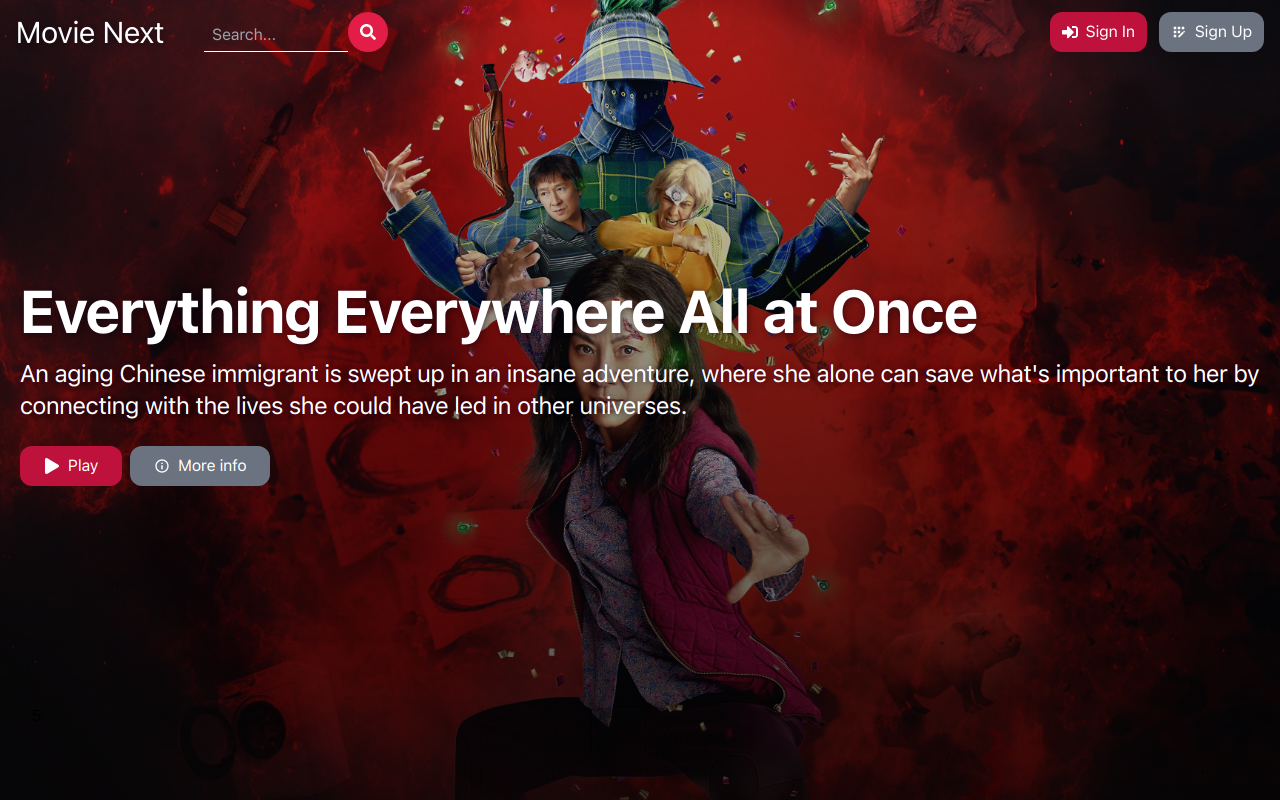 Movie Next
Search...
Sign In
Sign Up
Everything Everywhere All at Once
An aging Chinese immigrant is swept up in an insane adventure, where she alone can save what's important to her by
connecting with the lives she could have led in other universes.
Play
More info
5